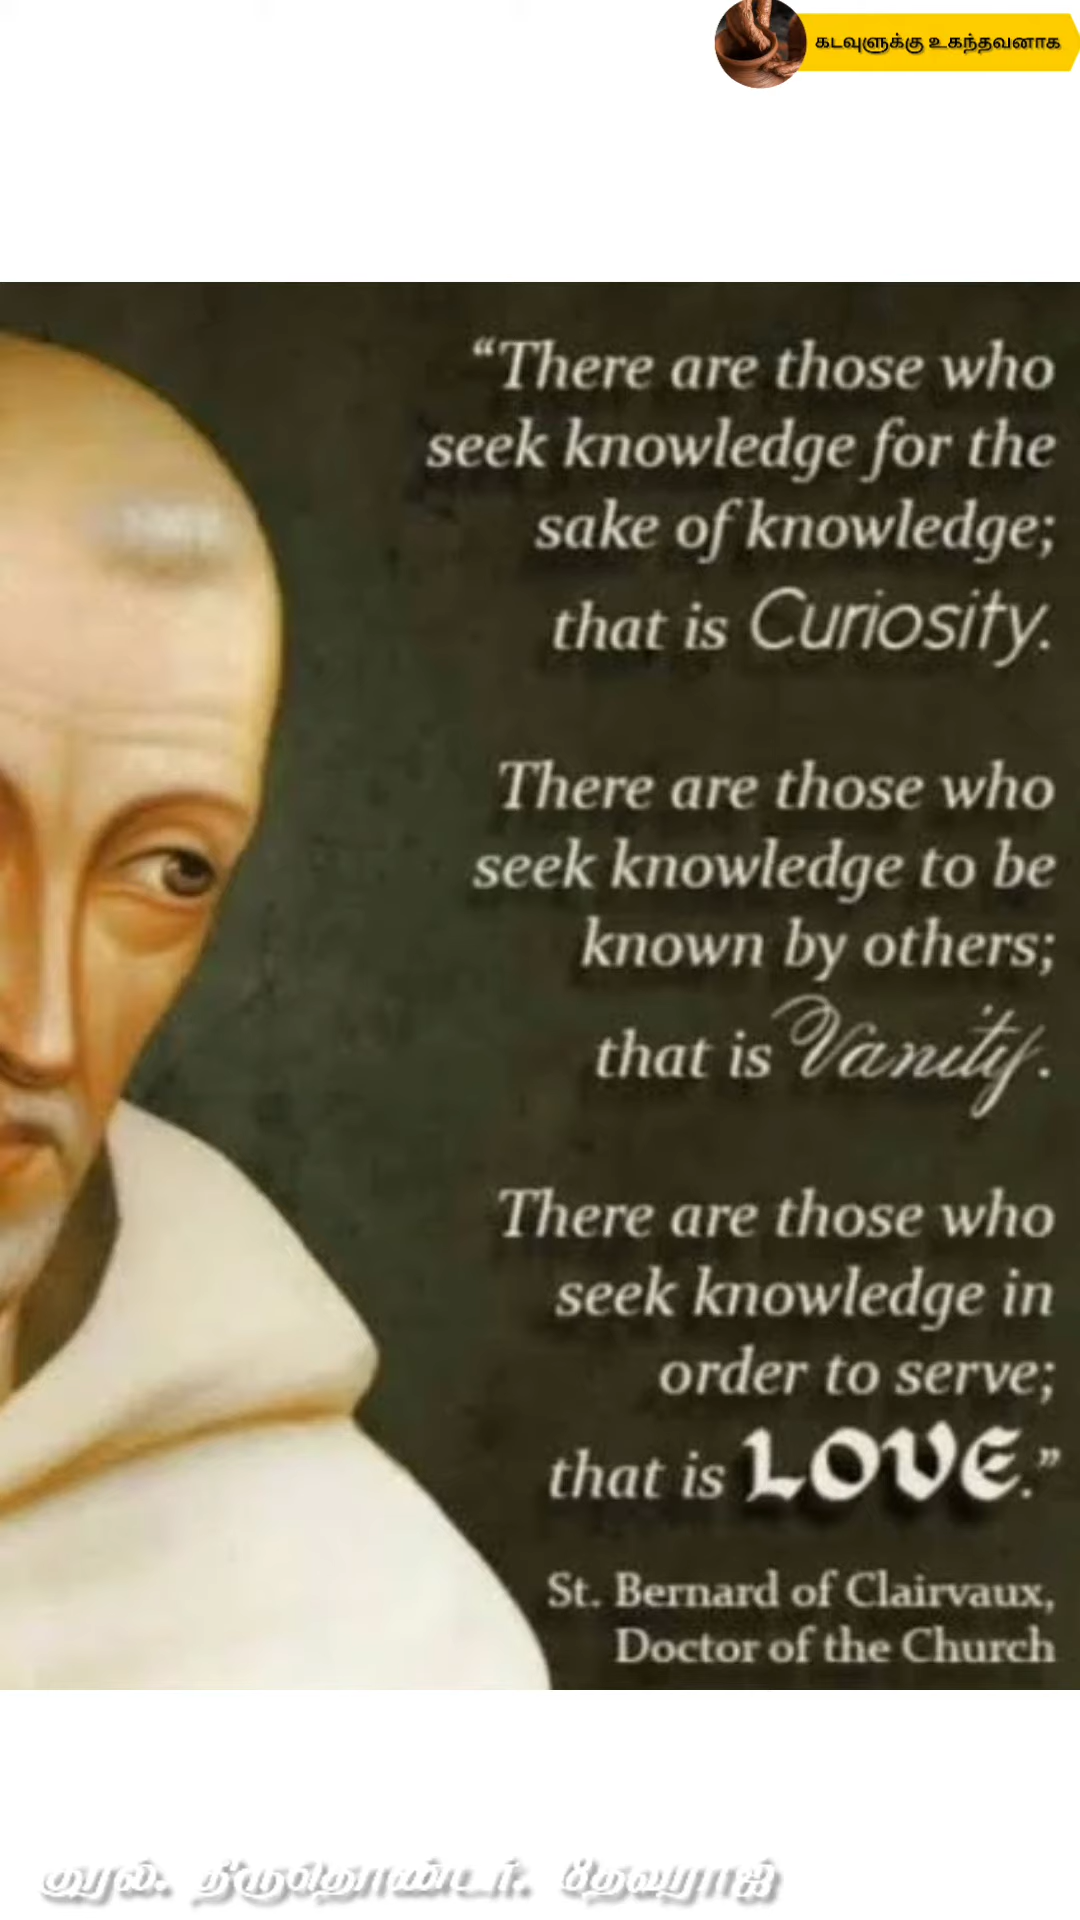 கடவுளுக்கு உகந்தவனாக
“There are those who
seek knowledge for the
sake of knowledge;
that is Curiosity.
There are those who
seek knowledge to be
known by others;
that is Vanity.
There are those who
seek knowledge in
order to serve;
that is LOVE.”
St. Bernard of Clairvaux,
Doctor of the Church
குரல். திருதொண்டர். தேவராஜ்